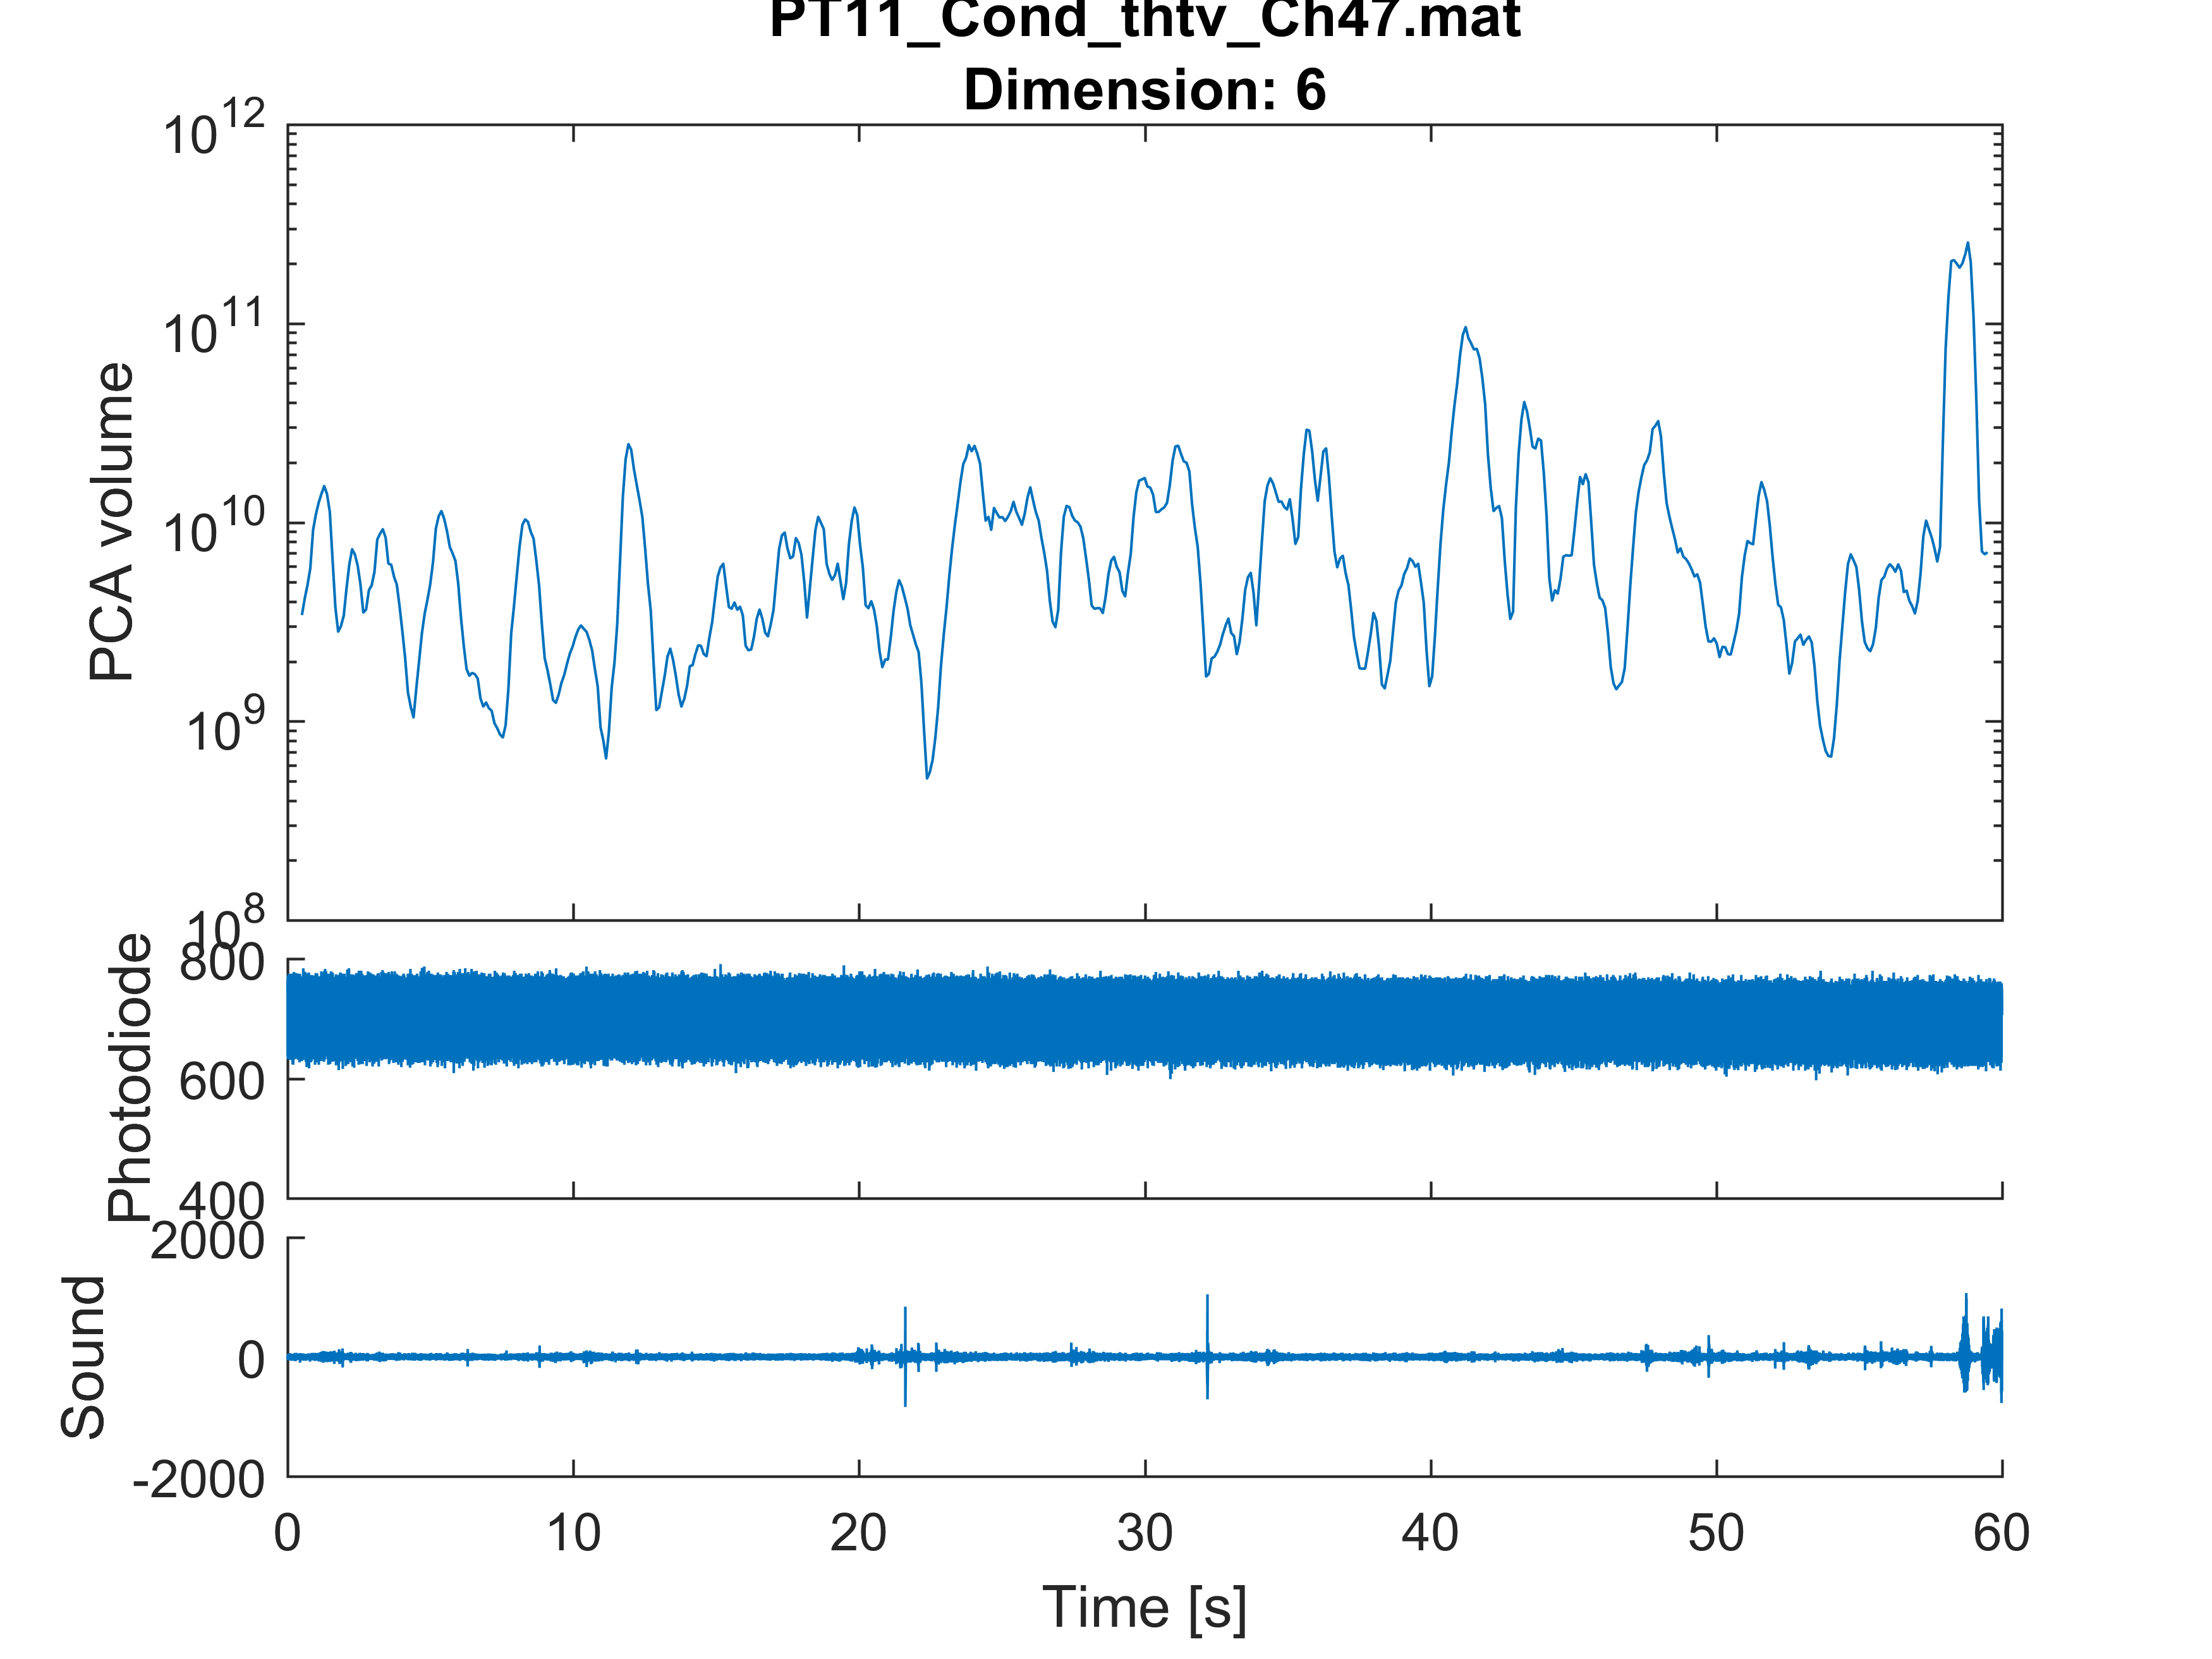 PT11_Cond_thtv_Ch47.mat
Dimension: 6
10^12
10^11
10^10
10^9
10^8
PCA volume
800
600
400
Photodiode
2000
0
-2000
Sound
0 10 20 30 40 50 60
Time [s]